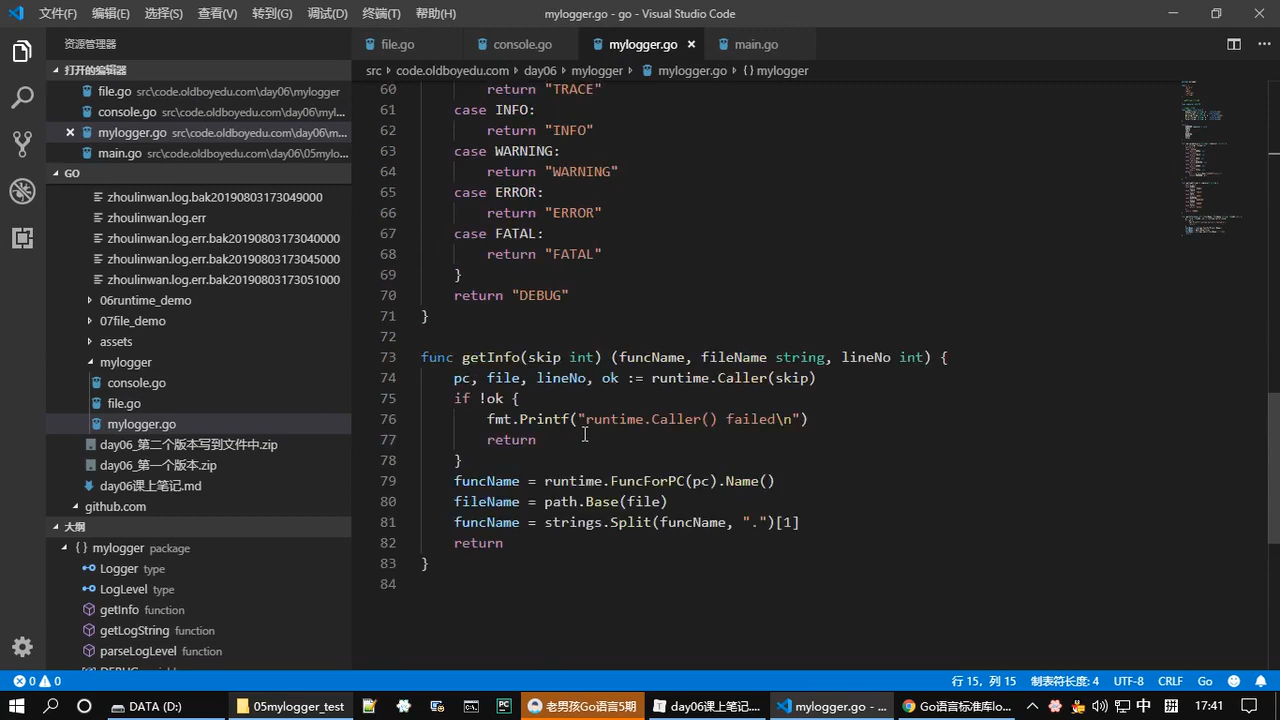 文件(F)
编辑(E)
选择(S)
查看(V)
转到(G)
调试(D)
终端(T)
帮助(H)
mylogger.go - go - Visual Studio Code
资源管理器
file.go
console.go
mylogger.go
main.go
src
code.oldboyedu.com
day06
mylogger
mylogger.go
{ } mylogger
打开的编辑器
file.go src\code.oldboyedu.com\day06\mylogger
console.go src\code.oldboyedu.com\day06\myl...
mylogger.go src\code.oldboyedu.com\day06\m...
main.go src\code.oldboyedu.com\day06\05mylo...
GO
zhoulinwan.log.bak20190803173049000
zhoulinwan.log.err
zhoulinwan.log.err.bak20190803173040000
zhoulinwan.log.err.bak20190803173045000
zhoulinwan.log.err.bak20190803173051000
06runtime_demo
07file_demo
assets
mylogger
console.go
file.go
mylogger.go
day06_第二个版本写到文件中.zip
day06_第一个版本.zip
day06课上笔记.md
github.com
大纲
{ } mylogger package
Logger type
LogLevel type
getInfo function
getLogString function
parseLogLevel function
60 return "TRACE"
61 case INFO:
62 return "INFO"
63 case WARNING:
64 return "WARNING"
65 case ERROR:
66 return "ERROR"
67 case FATAL:
68 return "FATAL"
69 }
70 return "DEBUG"
71 }
72
73 func getInfo(skip int) (funcName, fileName string, lineNo int) {
74 pc, file, lineNo, ok := runtime.Caller(skip)
75 if !ok {
76 fmt.Printf("runtime.Caller() failed\n")
77 return
78 }
79 funcName = runtime.FuncForPC(pc).Name()
80 fileName = path.Base(file)
81 funcName = strings.Split(funcName, ".")[1]
82 return
83 }
84
0
0
行 15，列 15
制表符长度: 4
UTF-8
CRLF
Go
1
DATA (D:)
05mylogger_test
老男孩Go语言5期
day06课上笔记....
mylogger.go - ...
Go语言标准库lo...
中
17:41